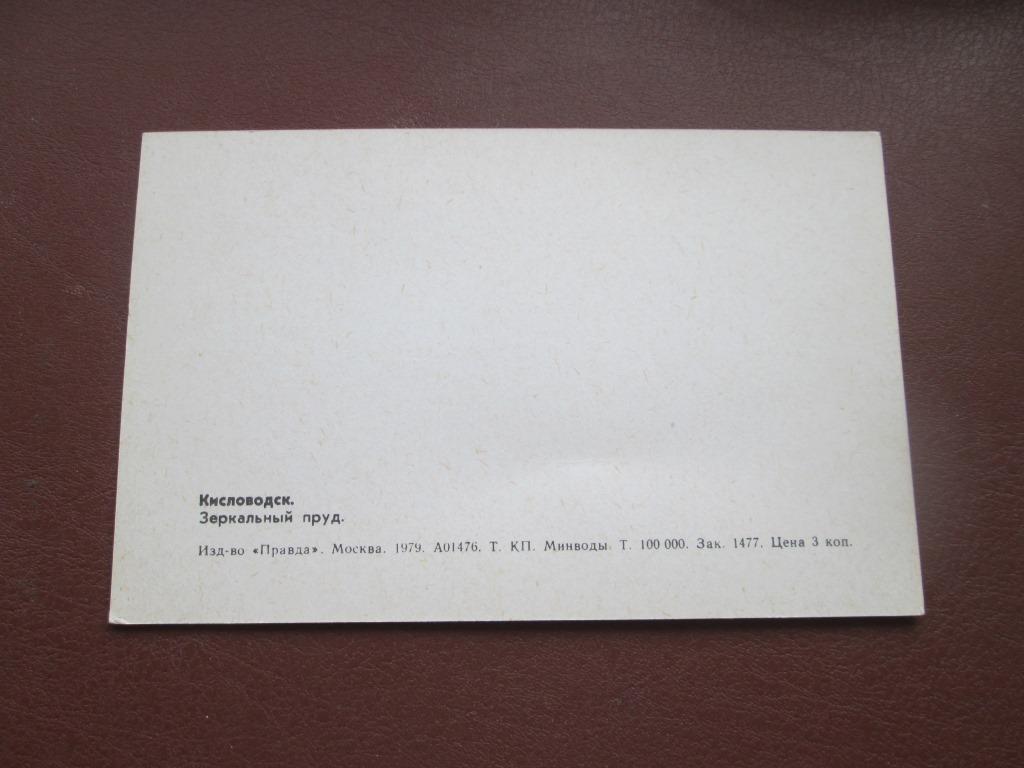 Кисловодск.
Зеркальный пруд.
Изд-во «Правда». Москва. 1979. А01476. Т. КП. Минводы. Т. 100 000. Зак. 1477. Цена 3 коп.